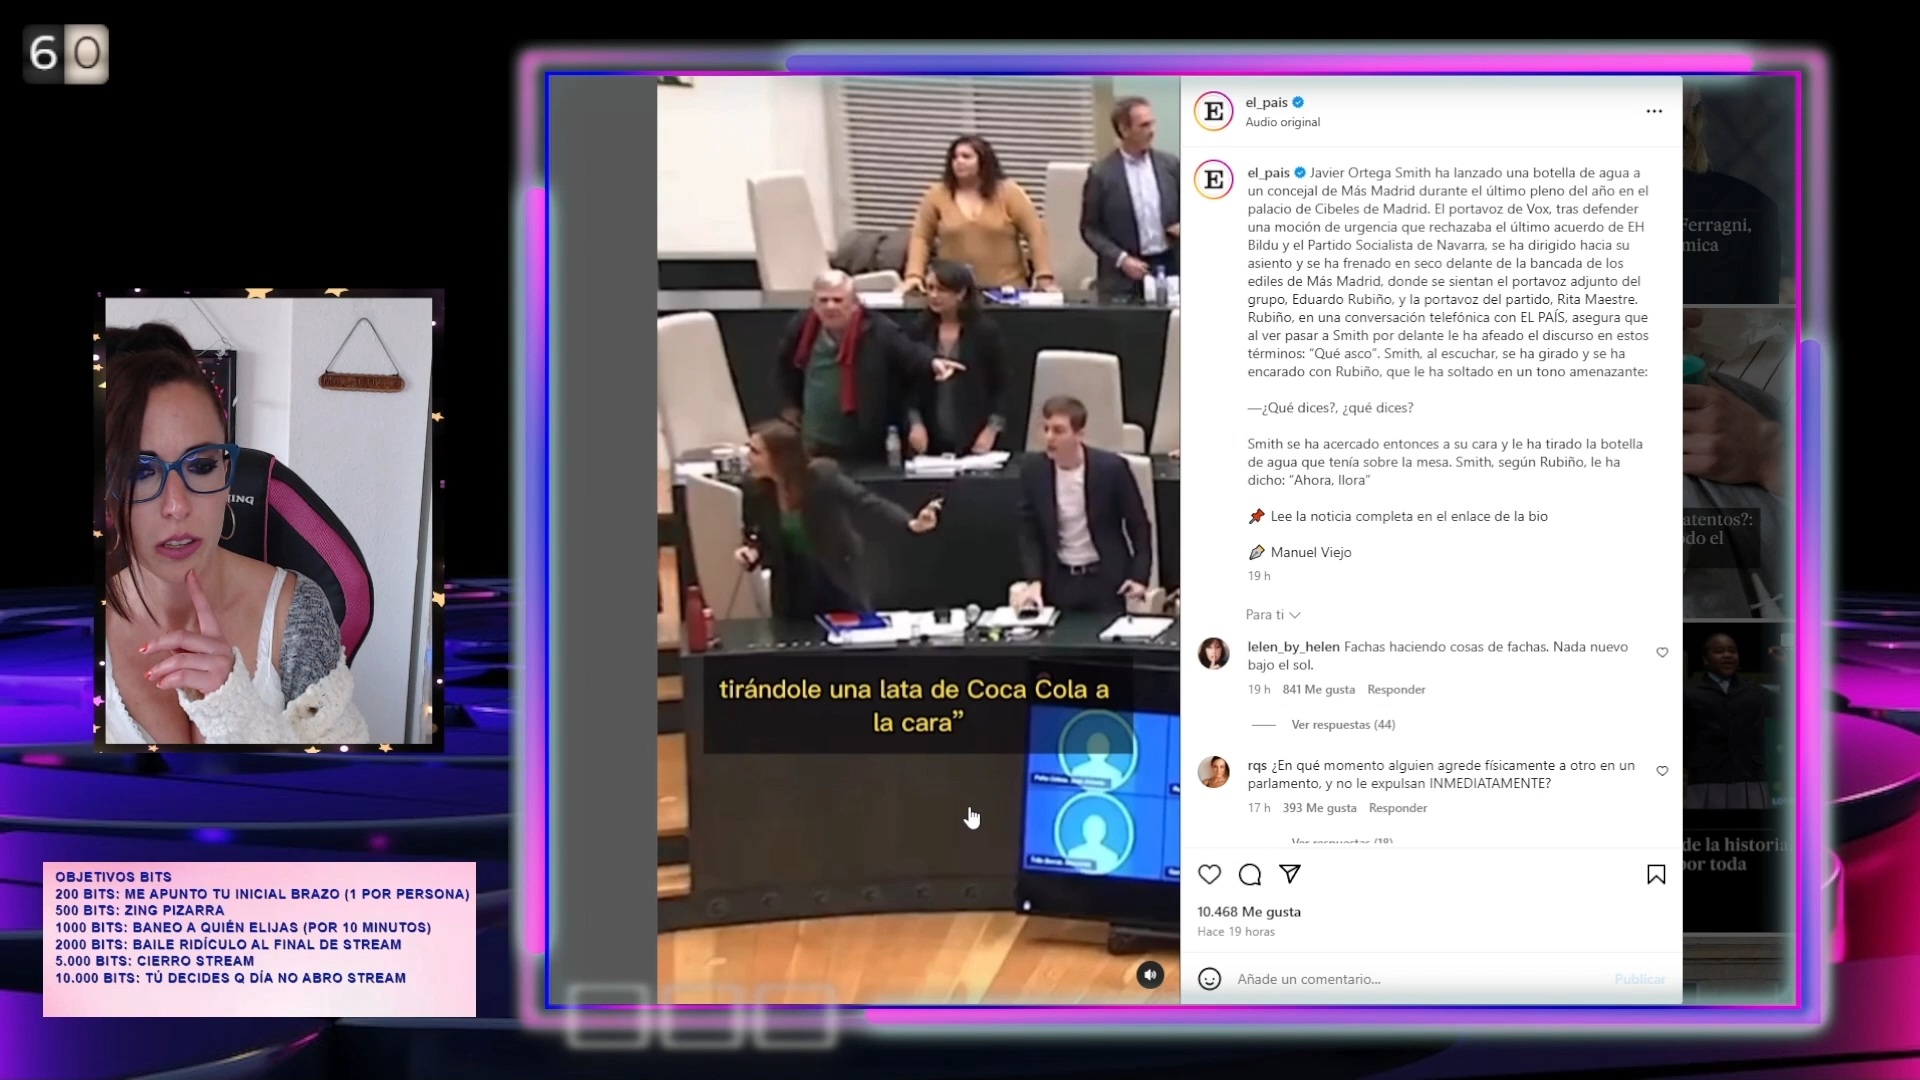 60
el_pais
Audio original
E
el_pais Javier Ortega Smith ha lanzado una botella de agua a
un concejal de Más Madrid durante el último pleno del año en el
palacio de Cibeles de Madrid. El portavoz de Vox, tras defender
una moción de urgencia que rechazaba el último acuerdo de EH
Bildu y el Partido Socialista de Navarra, se ha dirigido hacia su
asiento y se ha frenado en seco delante de la bancada de los
ediles de Más Madrid, donde se sientan el portavoz adjunto del
grupo, Eduardo Rubiño, y la portavoz del partido, Rita Maestre.
Rubiño, en una conversación telefónica con EL PAÍS, asegura que
al ver pasar a Smith por delante le ha afeado el discurso en estos
términos: “Qué asco”. Smith, al escuchar, se ha girado y se ha
encarado con Rubiño, que le ha soltado en un tono amenazante:
—¿Qué dices?, ¿qué dices?
Smith se ha acercado entonces a su cara y le ha tirado la botella
de agua que tenía sobre la mesa. Smith, según Rubiño, le ha
dicho: “Ahora, llora”
Lee la noticia completa en el enlace de la bio
Manuel Viejo
19 h
Para ti
lelen_by_helen Fachas haciendo cosas de fachas. Nada nuevo
bajo el sol.
19 h 841 Me gusta Responder
Ver respuestas (44)
rqs ¿En qué momento alguien agrede físicamente a otro en un
parlamento, y no le expulsan INMEDIATAMENTE?
17 h 393 Me gusta Responder
Ver respuestas (18)
10.468 Me gusta
Hace 19 horas
Añade un comentario...
Publicar
tirándole una lata de Coca Cola a
la cara”
Ferragni,
mica
atentos?:
do el
de la historia
por toda
OBJETIVOS BITS
200 BITS: ME APUNTO TU INICIAL BRAZO (1 POR PERSONA)
500 BITS: ZING PIZARRA
1000 BITS: BANEO A QUIÉN ELIJAS (POR 10 MINUTOS)
2000 BITS: BAILE RIDÍCULO AL FINAL DE STREAM
5.000 BITS: CIERRO STREAM
10.000 BITS: TÚ DECIDES Q DÍA NO ABRO STREAM